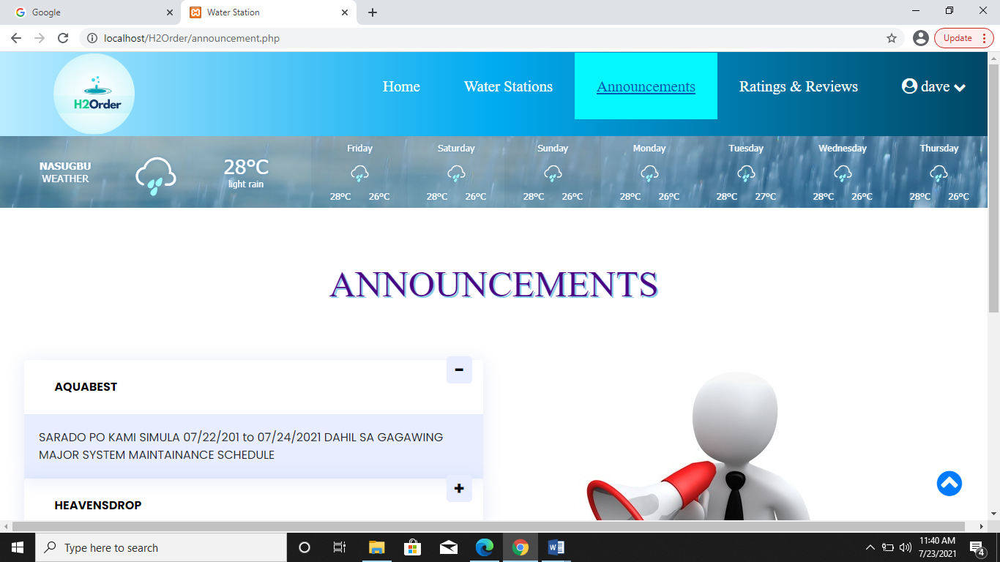 Google
Water Station
localhost/H2Order/announcement.php
Update
H2Order
Home
Water Stations
Announcements
Ratings & Reviews
dave
NASUGBU
WEATHER
28°C
light rain
Friday
28°C 26°C
Saturday
28°C 26°C
Sunday
28°C 26°C
Monday
28°C 26°C
Tuesday
28°C 27°C
Wednesday
28°C 26°C
Thursday
28°C 26°C
ANNOUNCEMENTS
AQUABEST
SARADO PO KAMI SIMULA 07/22/201 to 07/24/2021 DAHIL SA GAGAWING
MAJOR SYSTEM MAINTAINANCE SCHEDULE
HEAVENSDROP
Type here to search
11:40 AM
7/23/2021
4